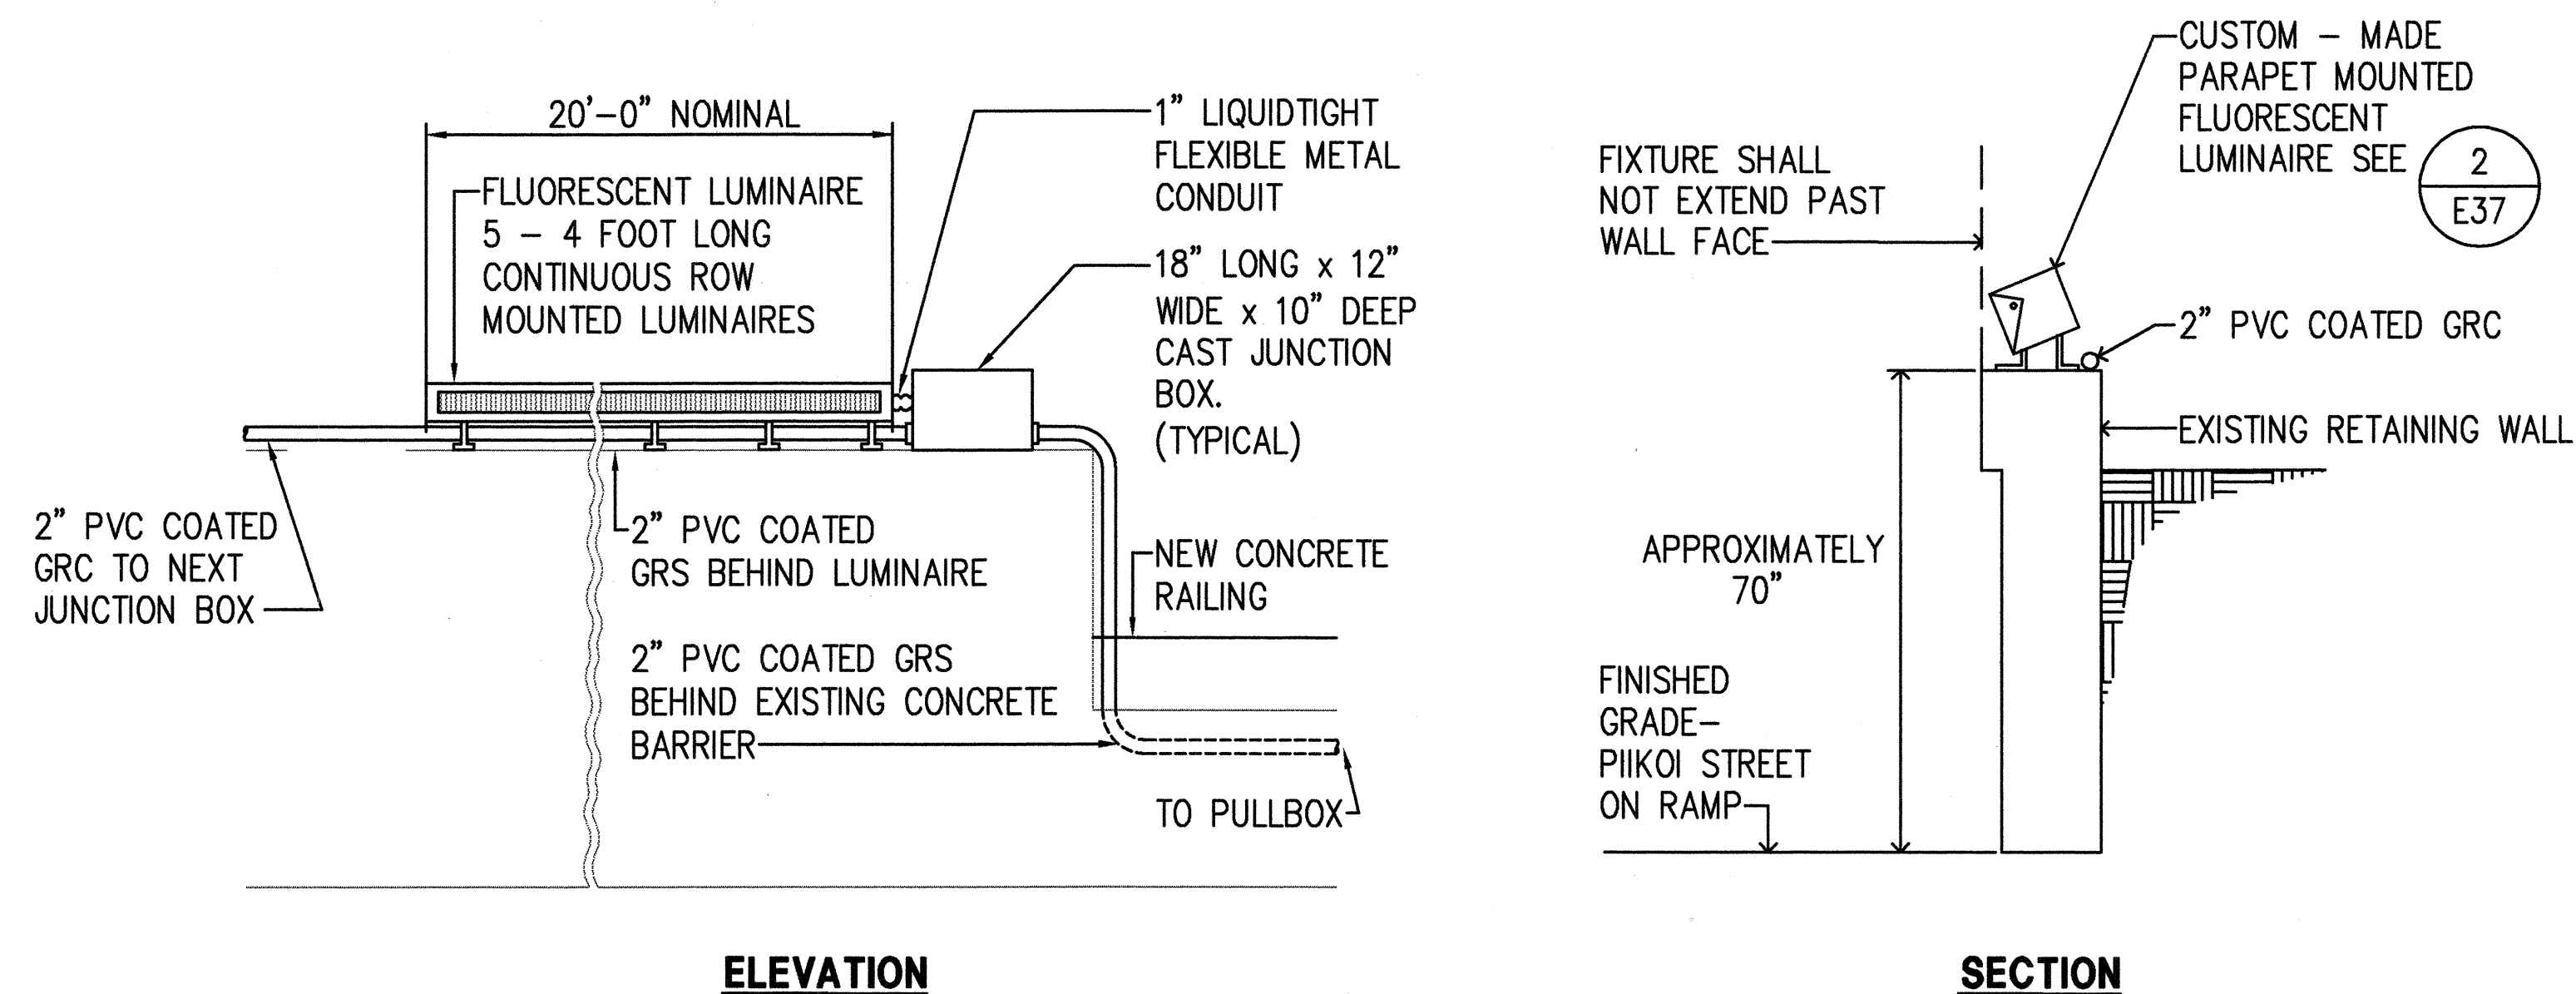 20'-0" NOMINAL
FLUORESCENT LUMINAIRE
5 – 4 FOOT LONG
CONTINUOUS ROW
MOUNTED LUMINAIRES
1" LIQUIDTIGHT
FLEXIBLE METAL
CONDUIT
18" LONG x 12"
WIDE x 10" DEEP
CAST JUNCTION
BOX.
(TYPICAL)
2" PVC COATED
GRC TO NEXT
JUNCTION BOX
2" PVC COATED
GRS BEHIND LUMINAIRE
2" PVC COATED GRS
BEHIND EXISTING CONCRETE
BARRIER
NEW CONCRETE
RAILING
TO PULLBOX
ELEVATION
CUSTOM – MADE
PARAPET MOUNTED
FLUORESCENT
LUMINAIRE SEE
2
E37
FIXTURE SHALL
NOT EXTEND PAST
WALL FACE
2" PVC COATED GRC
EXISTING RETAINING WALL
APPROXIMATELY
70"
FINISHED
GRADE–
PIIKOI STREET
ON RAMP
SECTION